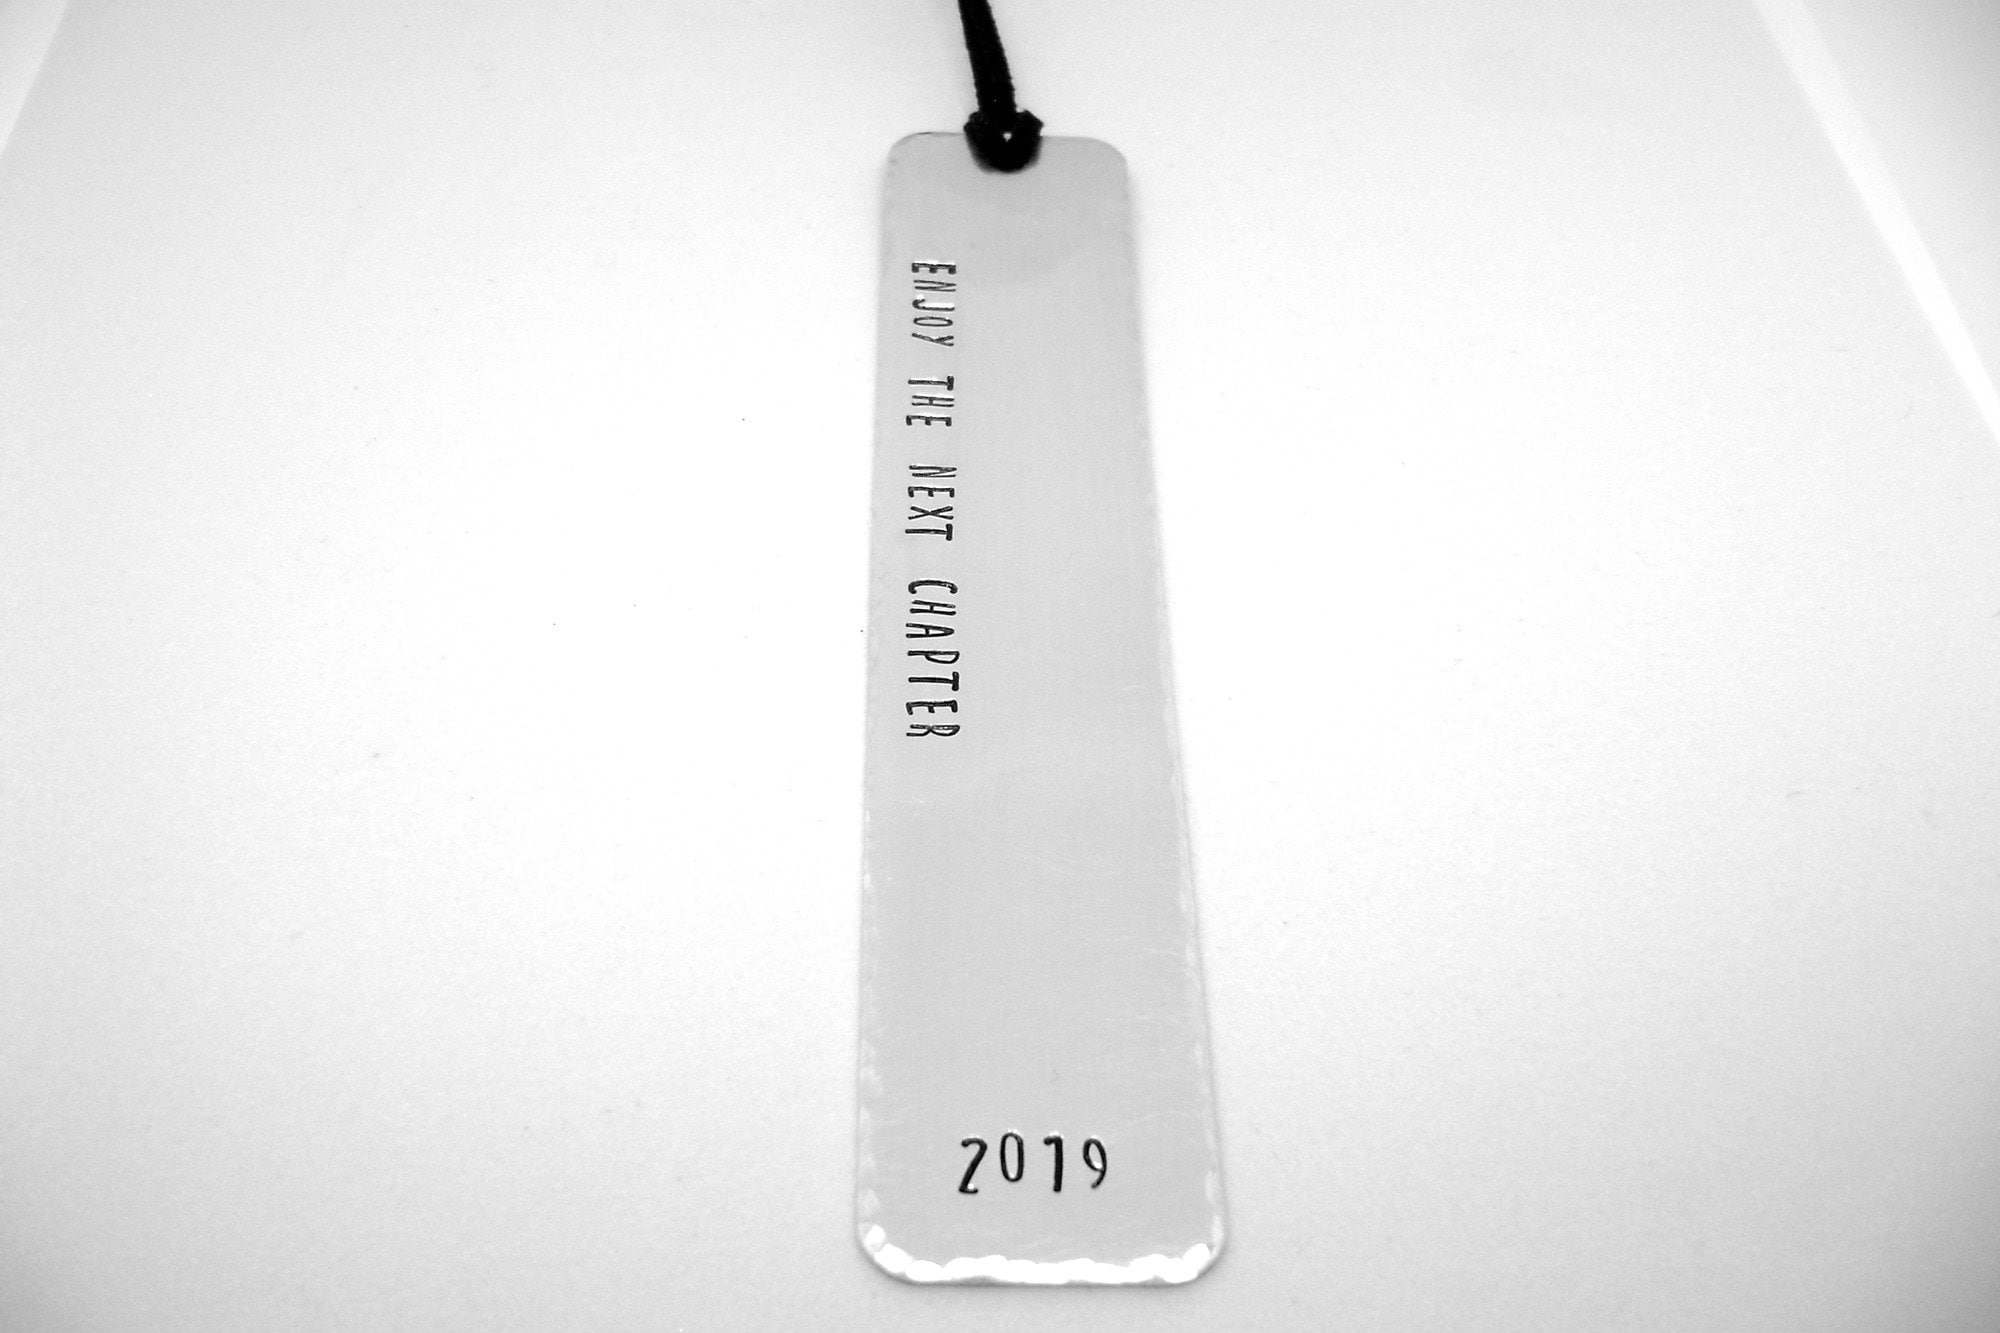 ENJOY THE NEXT CHAPTER
2019